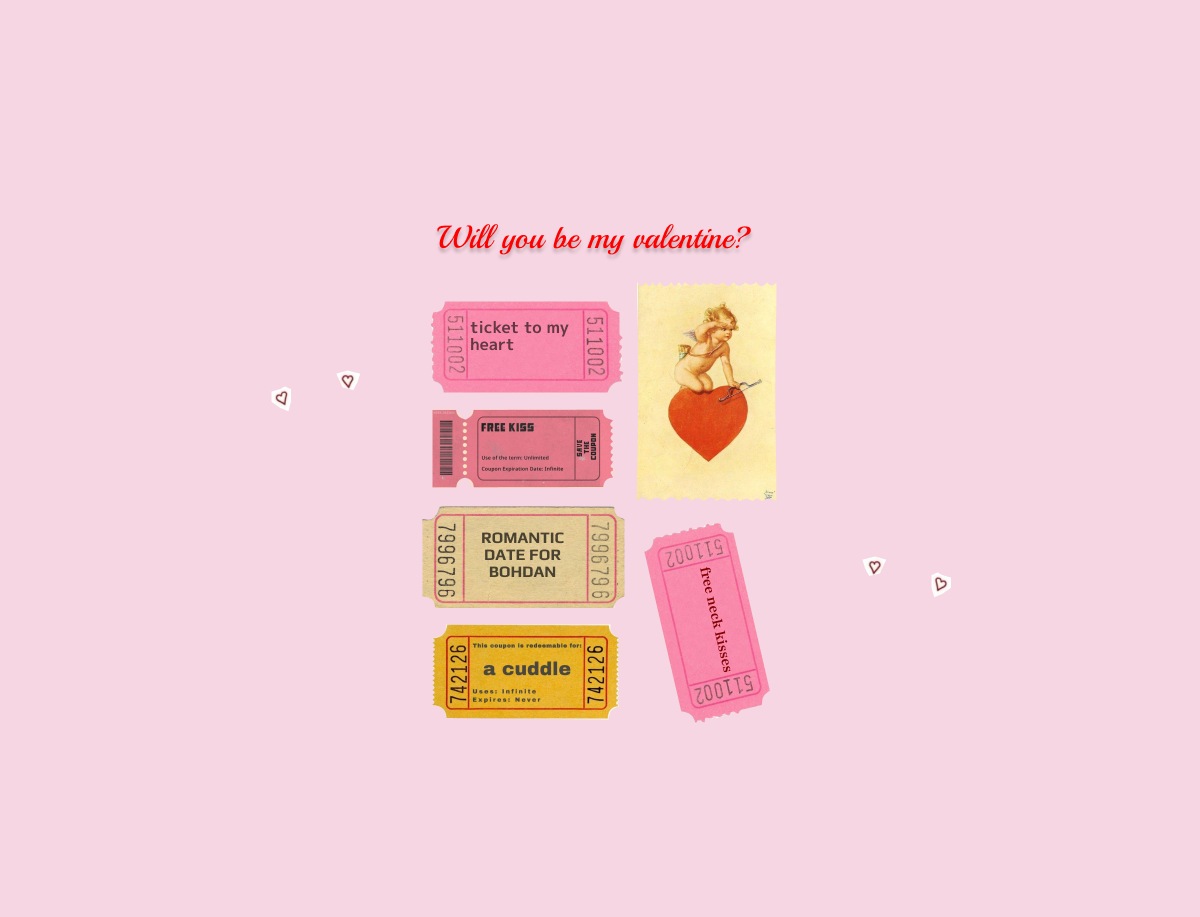 Will you be my valentine?
511002
ticket to my
heart
511002
FREE KISS
Use of the term: Unlimited
Coupon Expiration Date: Infinite
SAVE
THE
COUPON
7996796
ROMANTIC
DATE FOR
BOHDAN
7996796
742126
This coupon is redeemable for:
a cuddle
Uses: Infinite
Expires: Never
742126
511002
free neck kisses
511002